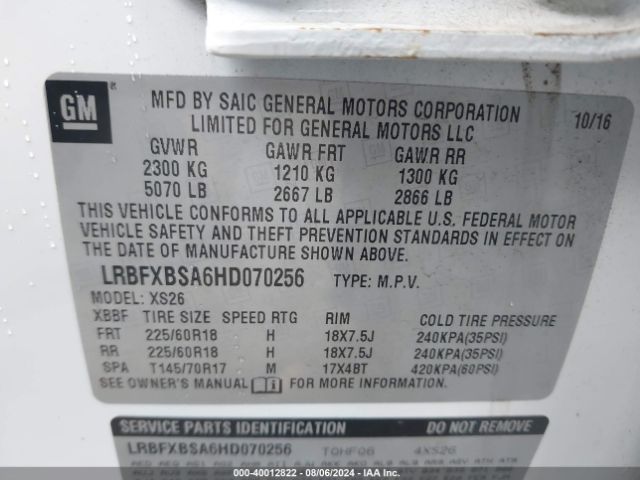 GM
MFD BY SAIC GENERAL MOTORS CORPORATION 10/16
LIMITED FOR GENERAL MOTORS LLC
GVWR GAWR FRT GAWR RR
2300 KG 1210 KG 1300 KG
5070 LB 2667 LB 2866 LB
THIS VEHICLE CONFORMS TO ALL APPLICABLE U.S. FEDERAL MOTOR
VEHICLE SAFETY AND THEFT PREVENTION STANDARDS IN EFFECT ON
THE DATE OF MANUFACTURE SHOWN ABOVE.
LRBFXBSA6HD070256 TYPE: M.P.V.
MODEL: XS26
XBBF TIRE SIZE SPEED RTG RIM COLD TIRE PRESSURE
FRT 225/60R18 H 18X7.5J 240KPA(35PSI)
RR 225/60R18 H 18X7.5J 240KPA(35PSI)
SPA T145/70R17 M 17X4BT 420KPA(60PSI)
SEE OWNER'S MANUAL FOR MORE INFORMATION.
SERVICE PARTS IDENTIFICATION DO NOT REMOVE
LRBFXBSA6HD070256 TQHFQ6 4XS26
© IAAI Stock: 40012822 - 08/06/2024 - iaai.com